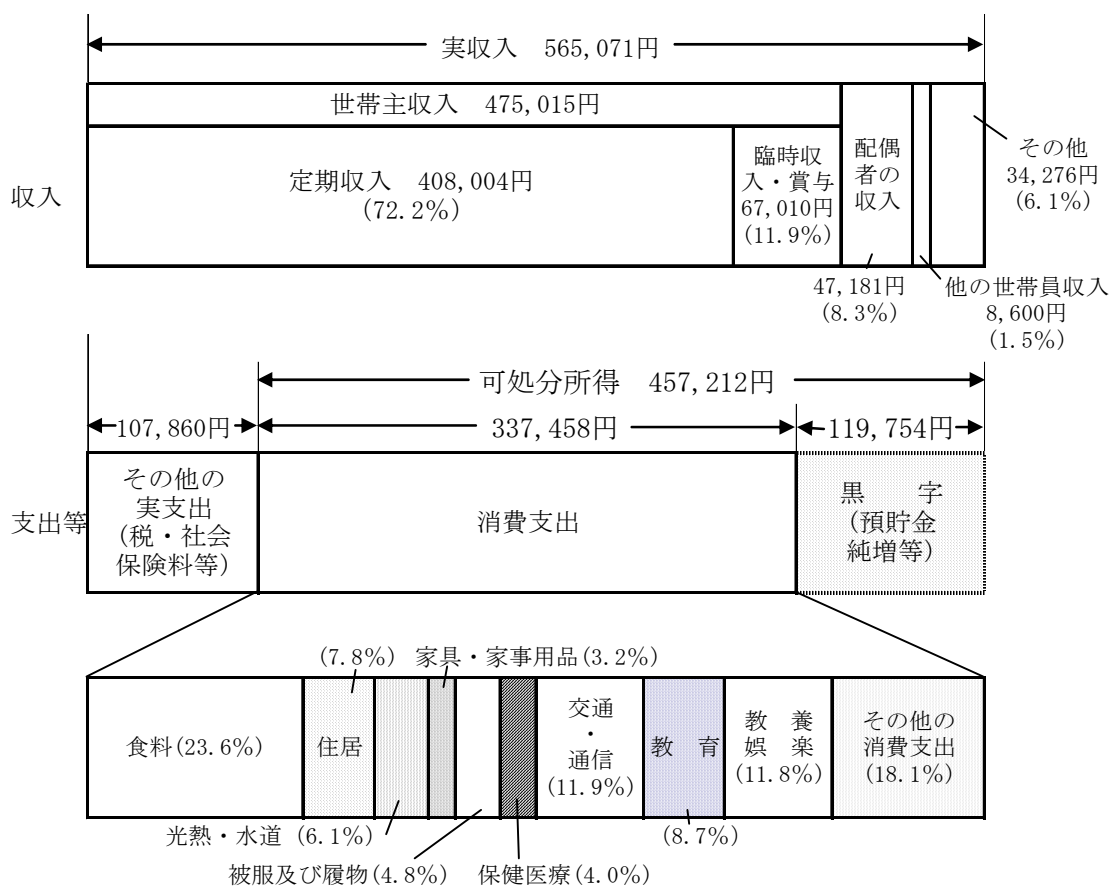 実収入 565,071円
世帯主収入 475,015円
収入
定期収入 408,004円
(72.2%)
臨時収
入・賞与
67,010円
(11.9%)
配偶
者の
収入
47,181円
(8.3%)
他の世帯員収入
8,600円
(1.5%)
その他
34,276円
(6.1%)
可処分所得 457,212円
107,860円
337,458円
119,754円
支出等
その他の
実支出
(税・社会
保険料等)
消費支出
黒 字
(預貯金
純増等)
(7.8%) 家具・家事用品(3.2%)
食料(23.6%)
住居
交通
・
通信
(11.9%)
教 育
教 養
娯 楽
(11.8%)
その他の
消費支出
(18.1%)
光熱・水道 (6.1%)
(8.7%)
被服及び履物(4.8%) 保健医療(4.0%)